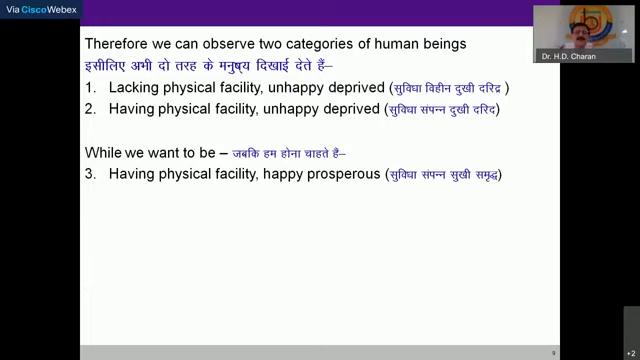 Via Cisco Webex
Therefore we can observe two categories of human beings
इसीलिए अभी दो तरह के मनुष्य दिखाई देते हैं–
1. Lacking physical facility, unhappy deprived (सुविधा विहीन दुखी दरिद्र )
2. Having physical facility, unhappy deprived (सुविधा संपन्न दुखी दरिद)
While we want to be – जबकि हम होना चाहते हैं–
3. Having physical facility, happy prosperous (सुविधा संपन्न सुखी समृद्ध)
Dr. H.D. Charan
9
+2